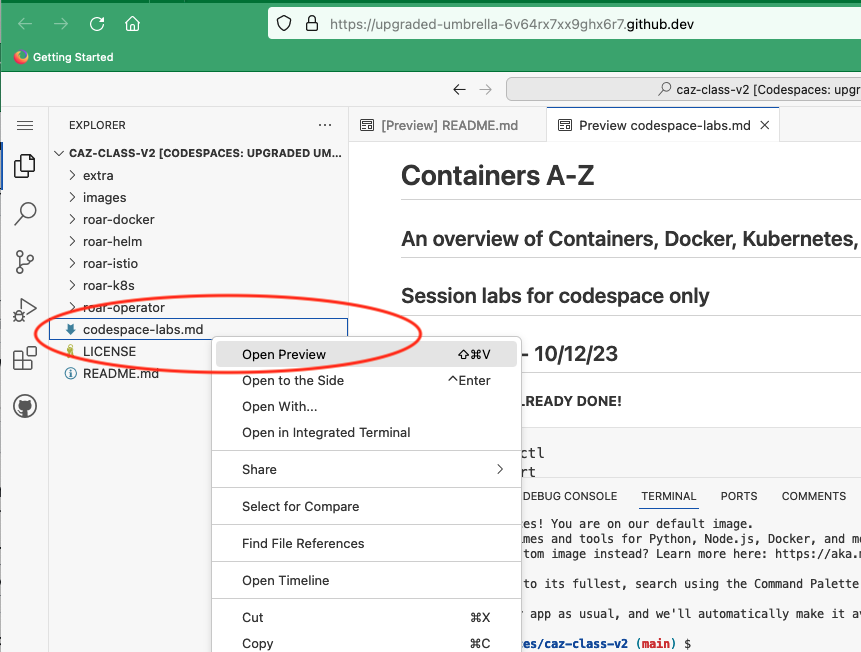 https://upgraded-umbrella-6v64rx7xx9ghx6r7.github.dev
Getting Started
caz-class-v2 [Codespaces: upgr
EXPLORER
[Preview] README.md
Preview codespace-labs.md
CAZ-CLASS-V2 [CODESPACES: UPGRADED UM...
extra
images
roar-docker
roar-helm
roar-istio
roar-k8s
roar-operator
codespace-labs.md
LICENSE
README.md
Containers A-Z
An overview of Containers, Docker, Kubernetes,
Session labs for codespace only
- 10/12/23
LREADY DONE!
ctl
rt
Open Preview ⇧⌘V
Open to the Side ^Enter
Open With...
Open in Integrated Terminal
Share
Select for Compare
Find File References
Open Timeline
Cut ⌘X
Copy ⌘C
DEBUG CONSOLE TERMINAL PORTS COMMENTS
es! You are on our default image.
mes and tools for Python, Node.js, Docker, and mo
tom image instead? Learn more here: https://aka.m
to its fullest, search using the Command Palette
app as usual, and we'll automatically make it av
es/caz-class-v2 (main) $